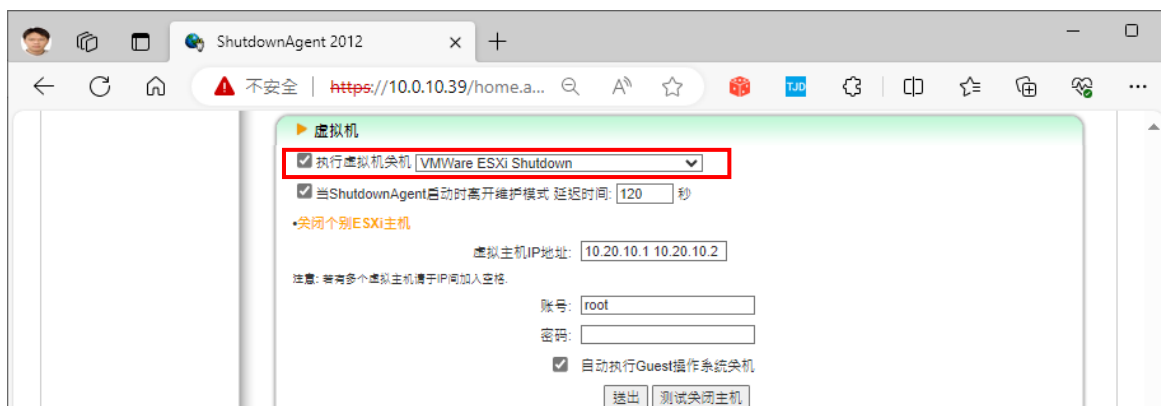 ShutdownAgent 2012
不安全 | https://10.0.10.39/home.a...
TJD
虚拟机
执行虚拟机关机 VMWare ESXi Shutdown
当ShutdownAgent启动时离开维护模式 延迟时间: 120 秒
•关闭个别ESXi主机
虚拟主机IP地址: 10.20.10.1 10.20.10.2
注意: 若有多个虚拟主机请于IP间加入空格.
账号: root
密码:
自动执行Guest操作系统关机
送出 测试关闭主机